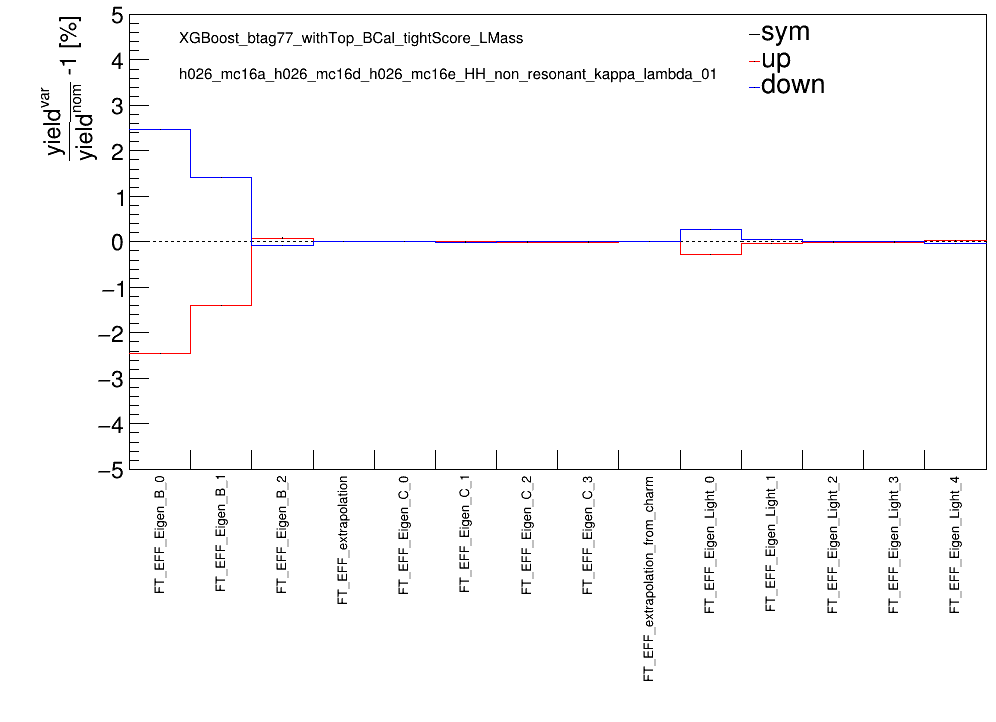 yield^var / yield^nom -1 [%]
XGBoost_btag77_withTop_BCal_tightScore_LMass
h026_mc16a_h026_mc16d_h026_mc16e_HH_non_resonant_kappa_lambda_01
sym
up
down
5
4
3
2
1
0
−1
−2
−3
−4
−5
FT_EFF_Eigen_B_0
FT_EFF_Eigen_B_1
FT_EFF_Eigen_B_2
FT_EFF_extrapolation
FT_EFF_Eigen_C_0
FT_EFF_Eigen_C_1
FT_EFF_Eigen_C_2
FT_EFF_Eigen_C_3
FT_EFF_extrapolation_from_charm
FT_EFF_Eigen_Light_0
FT_EFF_Eigen_Light_1
FT_EFF_Eigen_Light_2
FT_EFF_Eigen_Light_3
FT_EFF_Eigen_Light_4